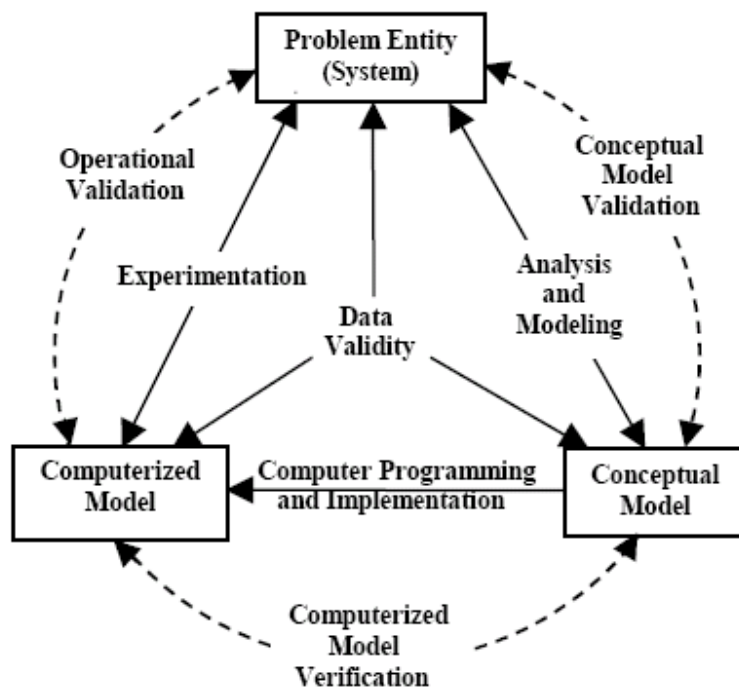 Problem Entity
(System)
Operational
Validation
Conceptual
Model
Validation
Experimentation
Analysis
and
Modeling
Data
Validity
Computerized
Model
Computer Programming
and Implementation
Conceptual
Model
Computerized
Model
Verification